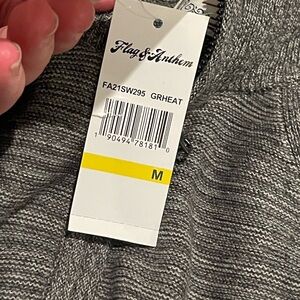 Flag & Anthem
FA21SW295 GRHEAT
1 90494 78181 0
M